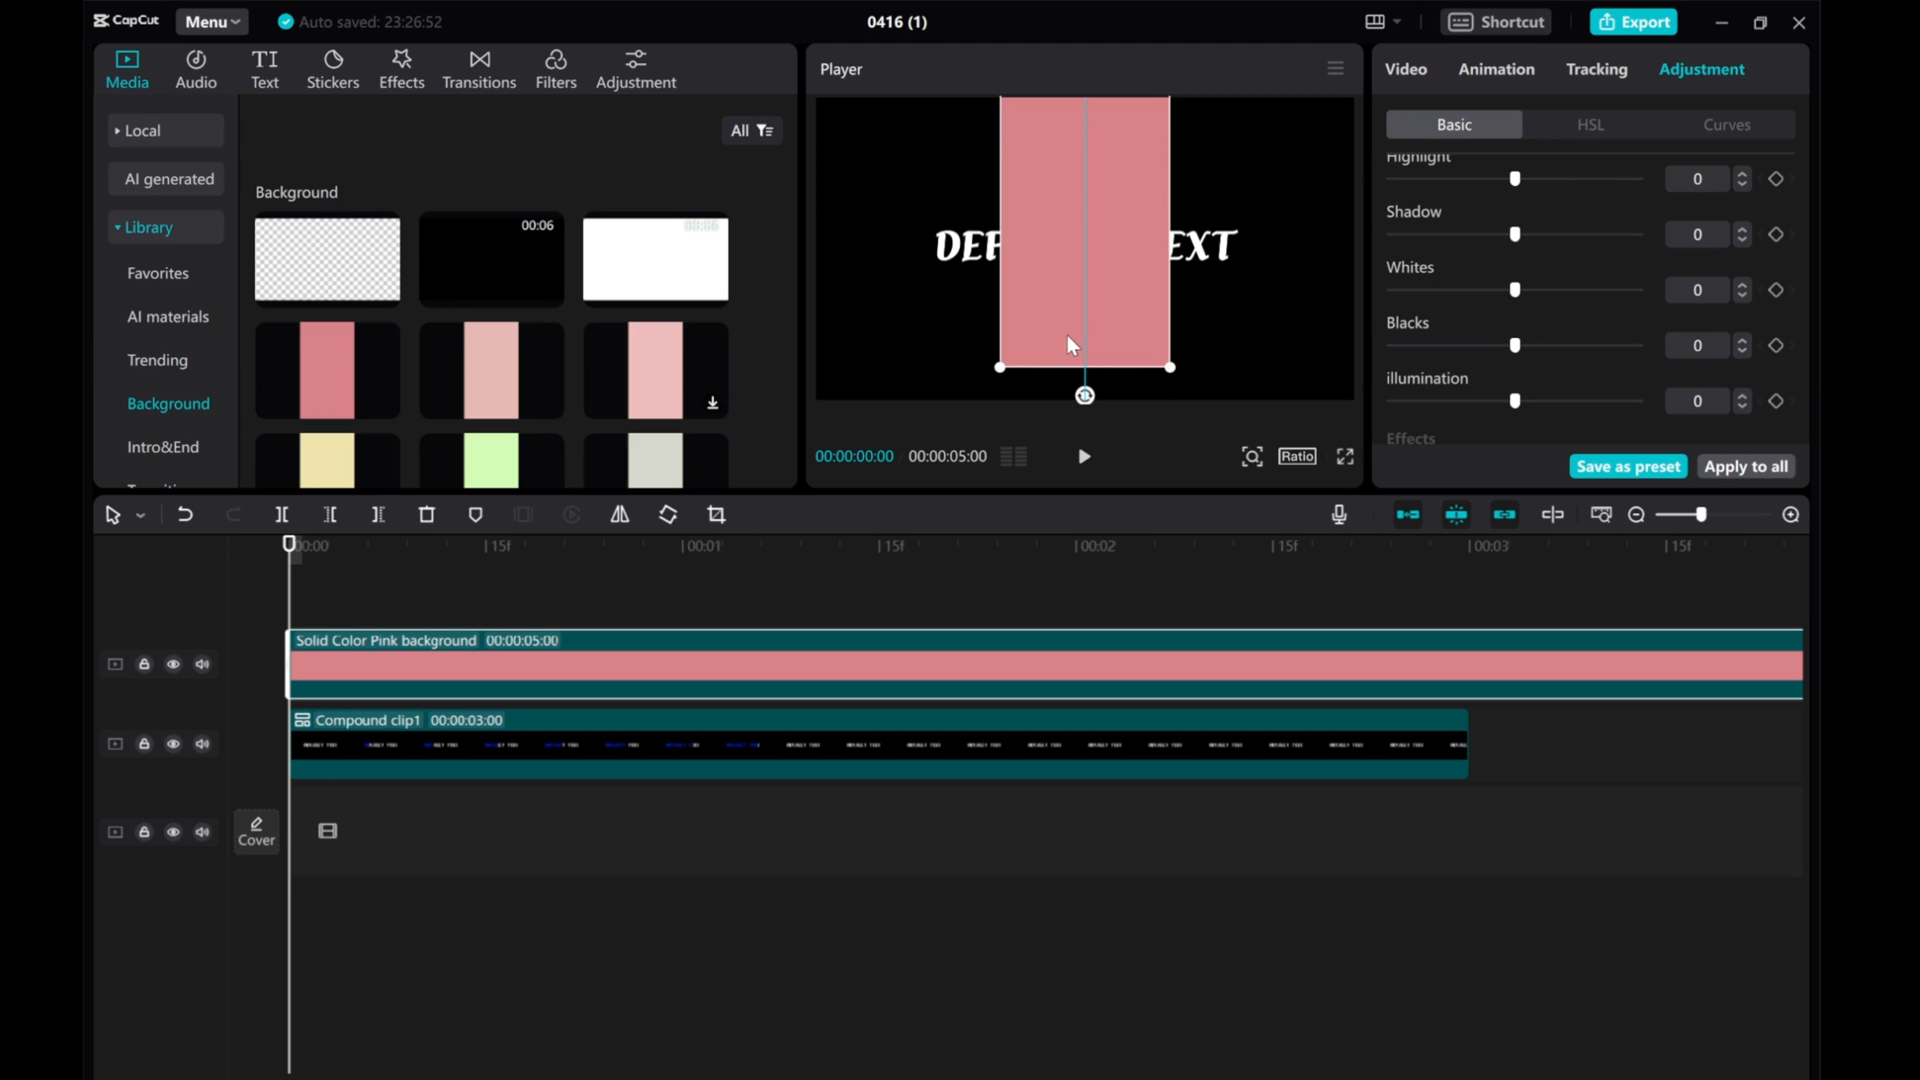 CapCut
Menu
Auto saved: 23:26:52
0416 (1)
Shortcut
Export
Media
Audio
Text
Stickers
Effects
Transitions
Filters
Adjustment
Local
AI generated
Library
Favorites
AI materials
Trending
Background
Intro&End
All
Background
00:06
00:06
Player
DEF EXT
00:00:00:00 00:00:05:00
Ratio
Video
Animation
Tracking
Adjustment
Basic
HSL
Curves
Highlight
0
Shadow
0
Whites
0
Blacks
0
illumination
0
Effects
Save as preset
Apply to all
00:00 15f 00:01 15f 00:02 15f 00:03 15f
Solid Color Pink background 00:00:05:00
Compound clip1 00:00:03:00
Cover